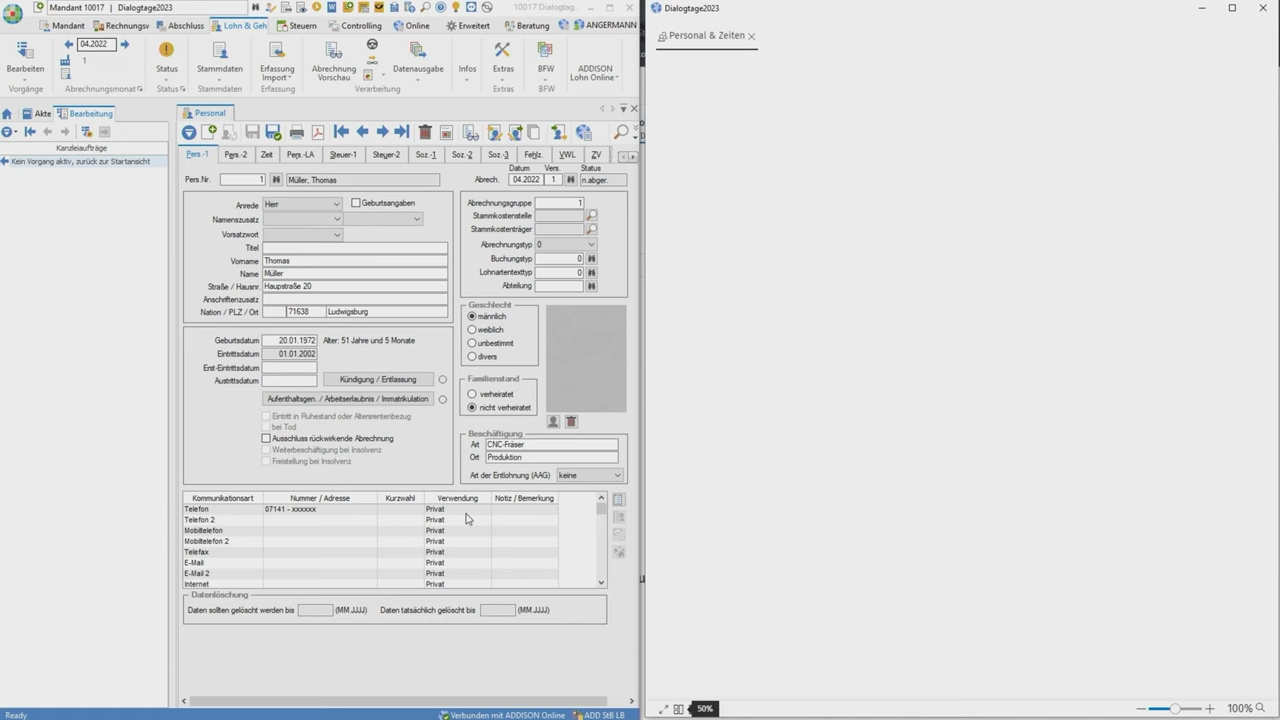 Mandant 10017 | Dialogtage2023
10017 Dialogtag..
Mandant Rechnungsw. Abschluss Lohn & Geh Steuern Controlling Online Erweitert Beratung ANGERMANN
04.2022
1
Bearbeiten Status Stammdaten Erfassung Import Abrechnung Vorschau Datenausgabe Infos Extras BFW ADDISON Lohn Online
Vorgänge Abrechnungsmonat Status Stammdaten Erfassung Verarbeitung Extras BFW
Akte Bearbeitung
Personal
Kanzleiaufträge
Kein Vorgang aktiv, zurück zur Startansicht
Pers.-1 Pers.-2 Zeit Pers.-LA Steuer-1 Steuer-2 Soz.-1 Soz.-2 Soz.-3 Fehlz. VWL ZV
Datum Vers. Status
Pers.Nr. 1 Müller, Thomas Abrech. 04.2022 1 n.abger.
Anrede Herr Geburtsangaben
Namenszusatz
Vorsatzwort
Titel
Vorname Thomas
Name Müller
Straße / Hausnr. Haupstraße 20
Anschriftenzusatz
Nation / PLZ / Ort 71638 Ludwigsburg
Abrechnungsgruppe 1
Stammkostenstelle
Stammkostenträger
Abrechnungstyp 0
Buchungstyp 0
Lohnartentexttyp 0
Abteilung
Geburtsdatum 20.01.1972 Alter: 51 Jahre und 5 Monate
Eintrittsdatum 01.01.2002
Erst-Eintrittsdatum
Austrittsdatum Kündigung / Entlassung
Aufenthaltsgen. / Arbeitserlaubnis / Immatrikulation
Eintritt in Ruhestand oder Altersrentenbezug
bei Tod
Ausschluss rückwirkende Abrechnung
Weiterbeschäftigung bei Insolvenz
Freistellung bei Insolvenz
Geschlecht
männlich
weiblich
unbestimmt
divers
Familienstand
verheiratet
nicht verheiratet
Beschäftigung
Art CNC-Fräser
Ort Produktion
Art der Entlohnung (AAG) keine
Kommunikationsart Nummer / Adresse Kurzwahl Verwendung Notiz / Bemerkung
Telefon 07141 - xxxxxx Privat
Telefon 2 Privat
Mobiltelefon Privat
Mobiltelefon 2 Privat
Telefax Privat
E-Mail Privat
E-Mail 2 Privat
Internet Privat
Datenlöschung
Daten sollten gelöscht werden bis (MM.JJJJ) Daten tatsächlich gelöscht bis (MM.JJJJ)
Ready
Verbunden mit ADDISON Online ADD StB LB
Dialogtage2023
Personal & Zeiten
50%
100%